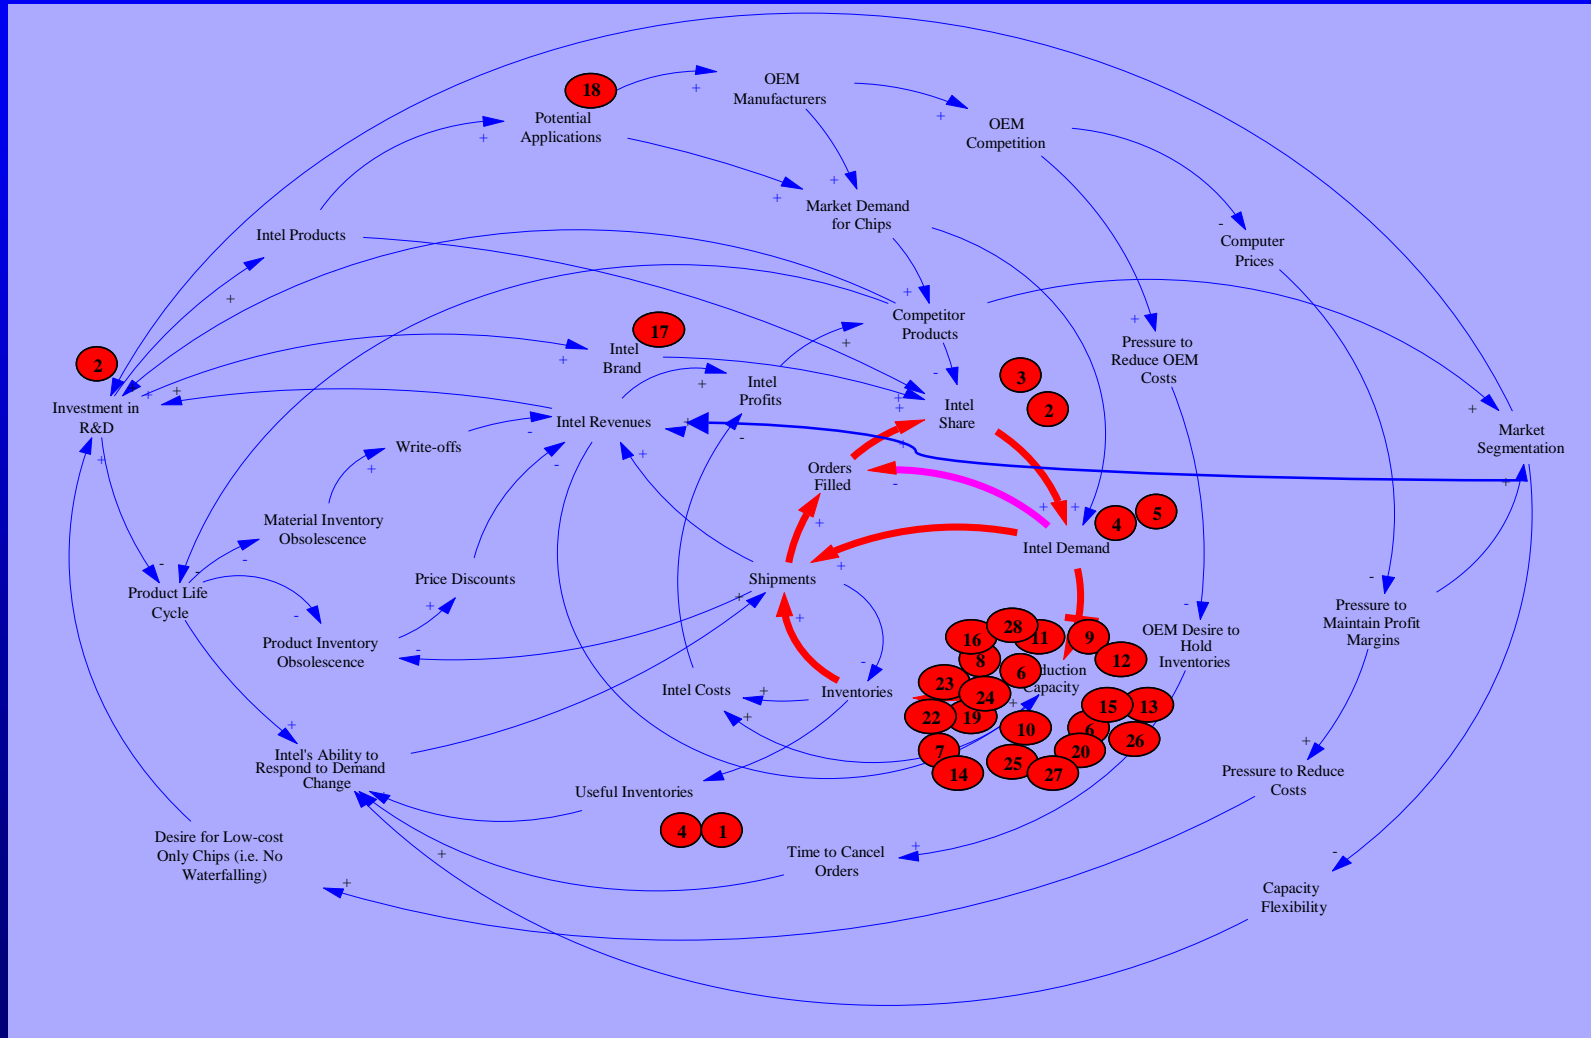 18
Potential
Applications
OEM
Manufacturers
OEM
Competition
Market Demand
for Chips
Intel Products
Computer
Prices
Competitor
Products
17
Intel
Brand
2
Investment in
R&D
Intel
Profits
Intel Revenues
Write-offs
Intel
Share
3
2
Pressure to
Reduce OEM
Costs
Market
Segmentation
Orders
Filled
4
5
Intel Demand
Material Inventory
Obsolescence
Price Discounts
Shipments
Product Life
Cycle
Product Inventory
Obsolescence
Pressure to
Maintain Profit
Margins
OEM Desire to
Hold
Inventories
Intel Costs
Inventories
Capacity
16
28
11
9
12
8
6
23
24
22
19
10
15
13
6
26
7
14
25
27
20
Intel's Ability to
Respond to Demand
Change
Useful Inventories
4
1
Pressure to Reduce
Costs
Desire for Low-cost
Only Chips (i.e. No
Waterfalling)
Time to Cancel
Orders
Capacity
Flexibility